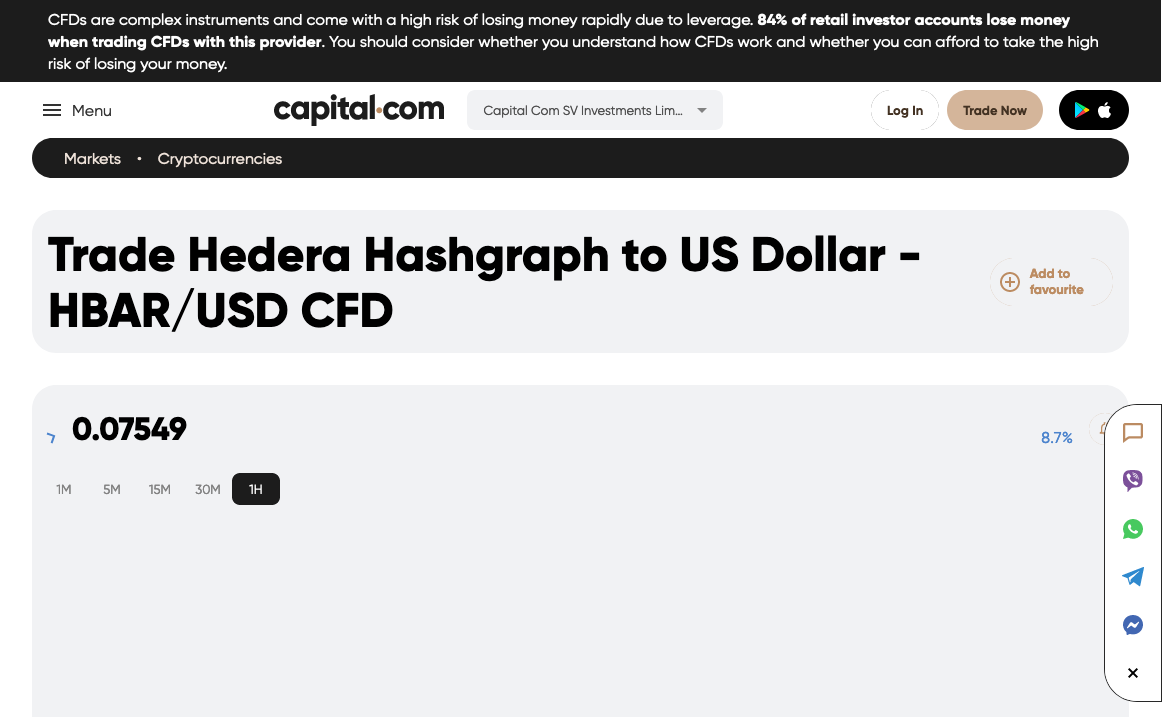 CFDs are complex instruments and come with a high risk of losing money rapidly due to leverage. 84% of retail investor accounts lose money
when trading CFDs with this provider. You should consider whether you understand how CFDs work and whether you can afford to take the high
risk of losing your money.
Menu
capital.com
Capital Com SV Investments Lim...
Log In
Trade Now
Markets • Cryptocurrencies
Trade Hedera Hashgraph to US Dollar -
HBAR/USD CFD
Add to
favourite
0.07549
8.7%
1M 5M 15M 30M 1H